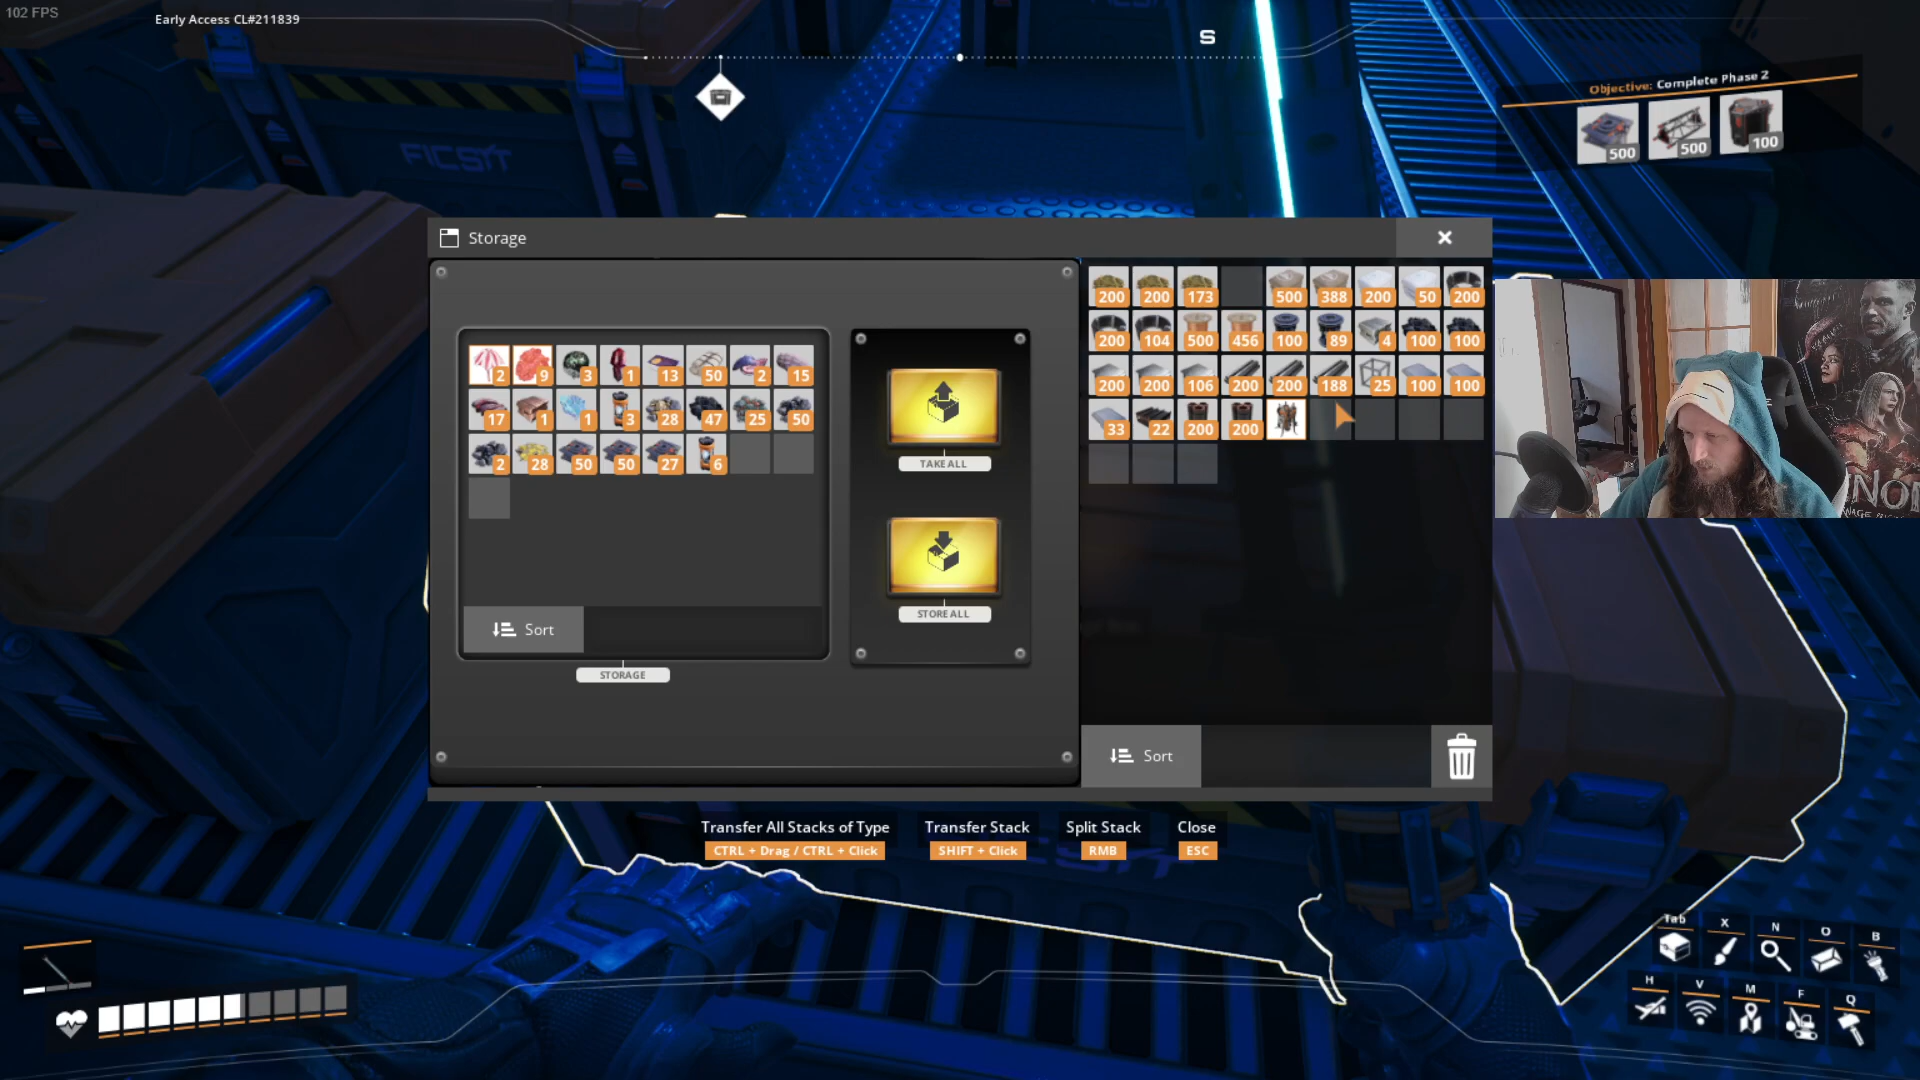 102 FPS
Early Access CL#211839
S
Objective: Complete Phase 2
500 500 100
FICSIT
Storage
2 9 3 1 13 50 2 15
17 1 1 3 28 47 25 50
2 28 50 50 27 6
Sort
STORAGE
TAKE ALL
STORE ALL
200 200 173 500 388 200 50 200
200 104 500 456 100 89 4 100 100
200 200 106 200 200 188 25 100 100
33 22 200 200
Sort
Transfer All Stacks of Type
CTRL + Drag / CTRL + Click
Transfer Stack
SHIFT + Click
Split Stack
RMB
Close
ESC
Tab X N O B
H V M F Q